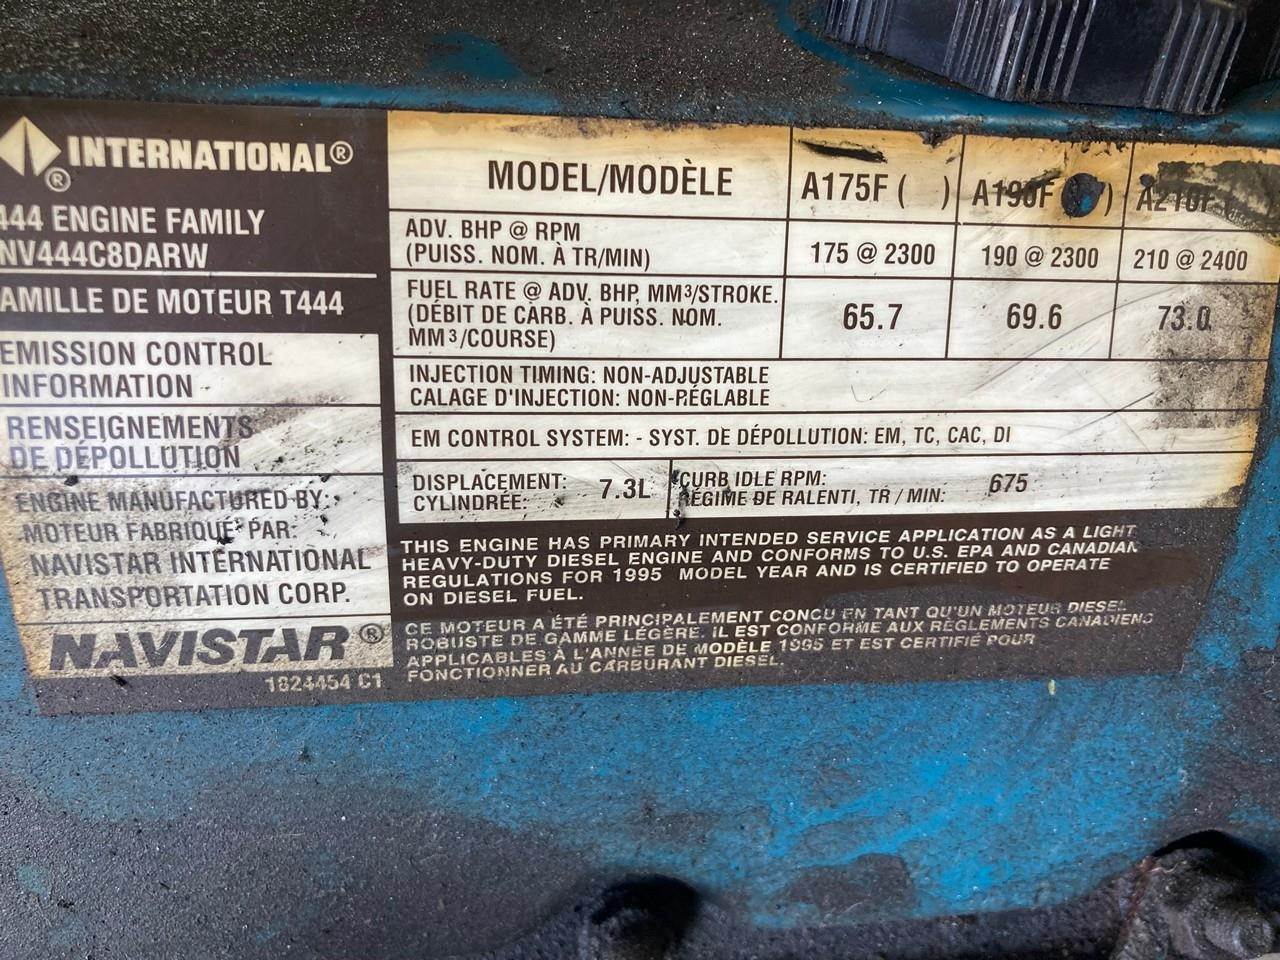 INTERNATIONAL®
®
444 ENGINE FAMILY
NV444C8DARW
FAMILLE DE MOTEUR T444
EMISSION CONTROL
INFORMATION
RENSEIGNEMENTS
DE DÉPOLLUTION
ENGINE MANUFACTURED BY:
MOTEUR FABRIQUÉ PAR:
NAVISTAR INTERNATIONAL
TRANSPORTATION CORP.
NAVISTAR®
1824454 C1
MODEL/MODÈLE
A175F ( )
A190F ( )
A210F
ADV. BHP @ RPM
(PUISS. NOM. À TR/MIN)
175 @ 2300
190 @ 2300
210 @ 2400
FUEL RATE @ ADV. BHP, MM³/STROKE.
(DÉBIT DE CARB. À PUISS. NOM.
MM³/COURSE)
65.7
69.6
73.0
INJECTION TIMING: NON-ADJUSTABLE
CALAGE D'INJECTION: NON-RÉGLABLE
EM CONTROL SYSTEM: - SYST. DE DÉPOLLUTION: EM, TC, CAC, DI
DISPLACEMENT:
CYLINDRÉE:
7.3L
CURB IDLE RPM:
RÉGIME DE RALENTI, TR / MIN:
675
THIS ENGINE HAS PRIMARY INTENDED SERVICE APPLICATION AS A LIGHT
HEAVY-DUTY DIESEL ENGINE AND CONFORMS TO U.S. EPA AND CANADIAN
REGULATIONS FOR 1995 MODEL YEAR AND IS CERTIFIED TO OPERATE
ON DIESEL FUEL.
CE MOTEUR A ÉTÉ PRINCIPALEMENT CONCU EN TANT QU'UN MOTEUR DIESEL
ROBUSTE DE GAMME LÉGÈRE. IL EST CONFORME AUX RÈGLEMENTS CANADIENS
APPLICABLES À L'ANNÉE DE MODÈLE 1995 ET EST CERTIFIÉ POUR
FONCTIONNER AU CARBURANT DIESEL.